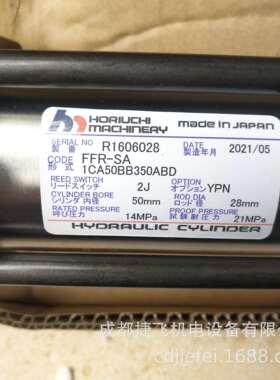 HORIUCHI MACHINERY made in JAPAN
SERIAL NO R1606028 DATE 2021/05
製番 製造年月
CODE FFR-SA
形式 1CA50BB350ABD
REED SWITCH OPTION
リードスイッチ 2J オプション YPN
CYLINDER BORE ROD DIA
シリンダ内径 50mm ロッド径 28mm
RATED PRESSURE PROOF PRESSURE
呼び圧力 14MPa 試験耐圧力 21MPa
HYDRAULIC CYLINDER
成都捷飞机电设备有限公司
cdjiefei.1688.com